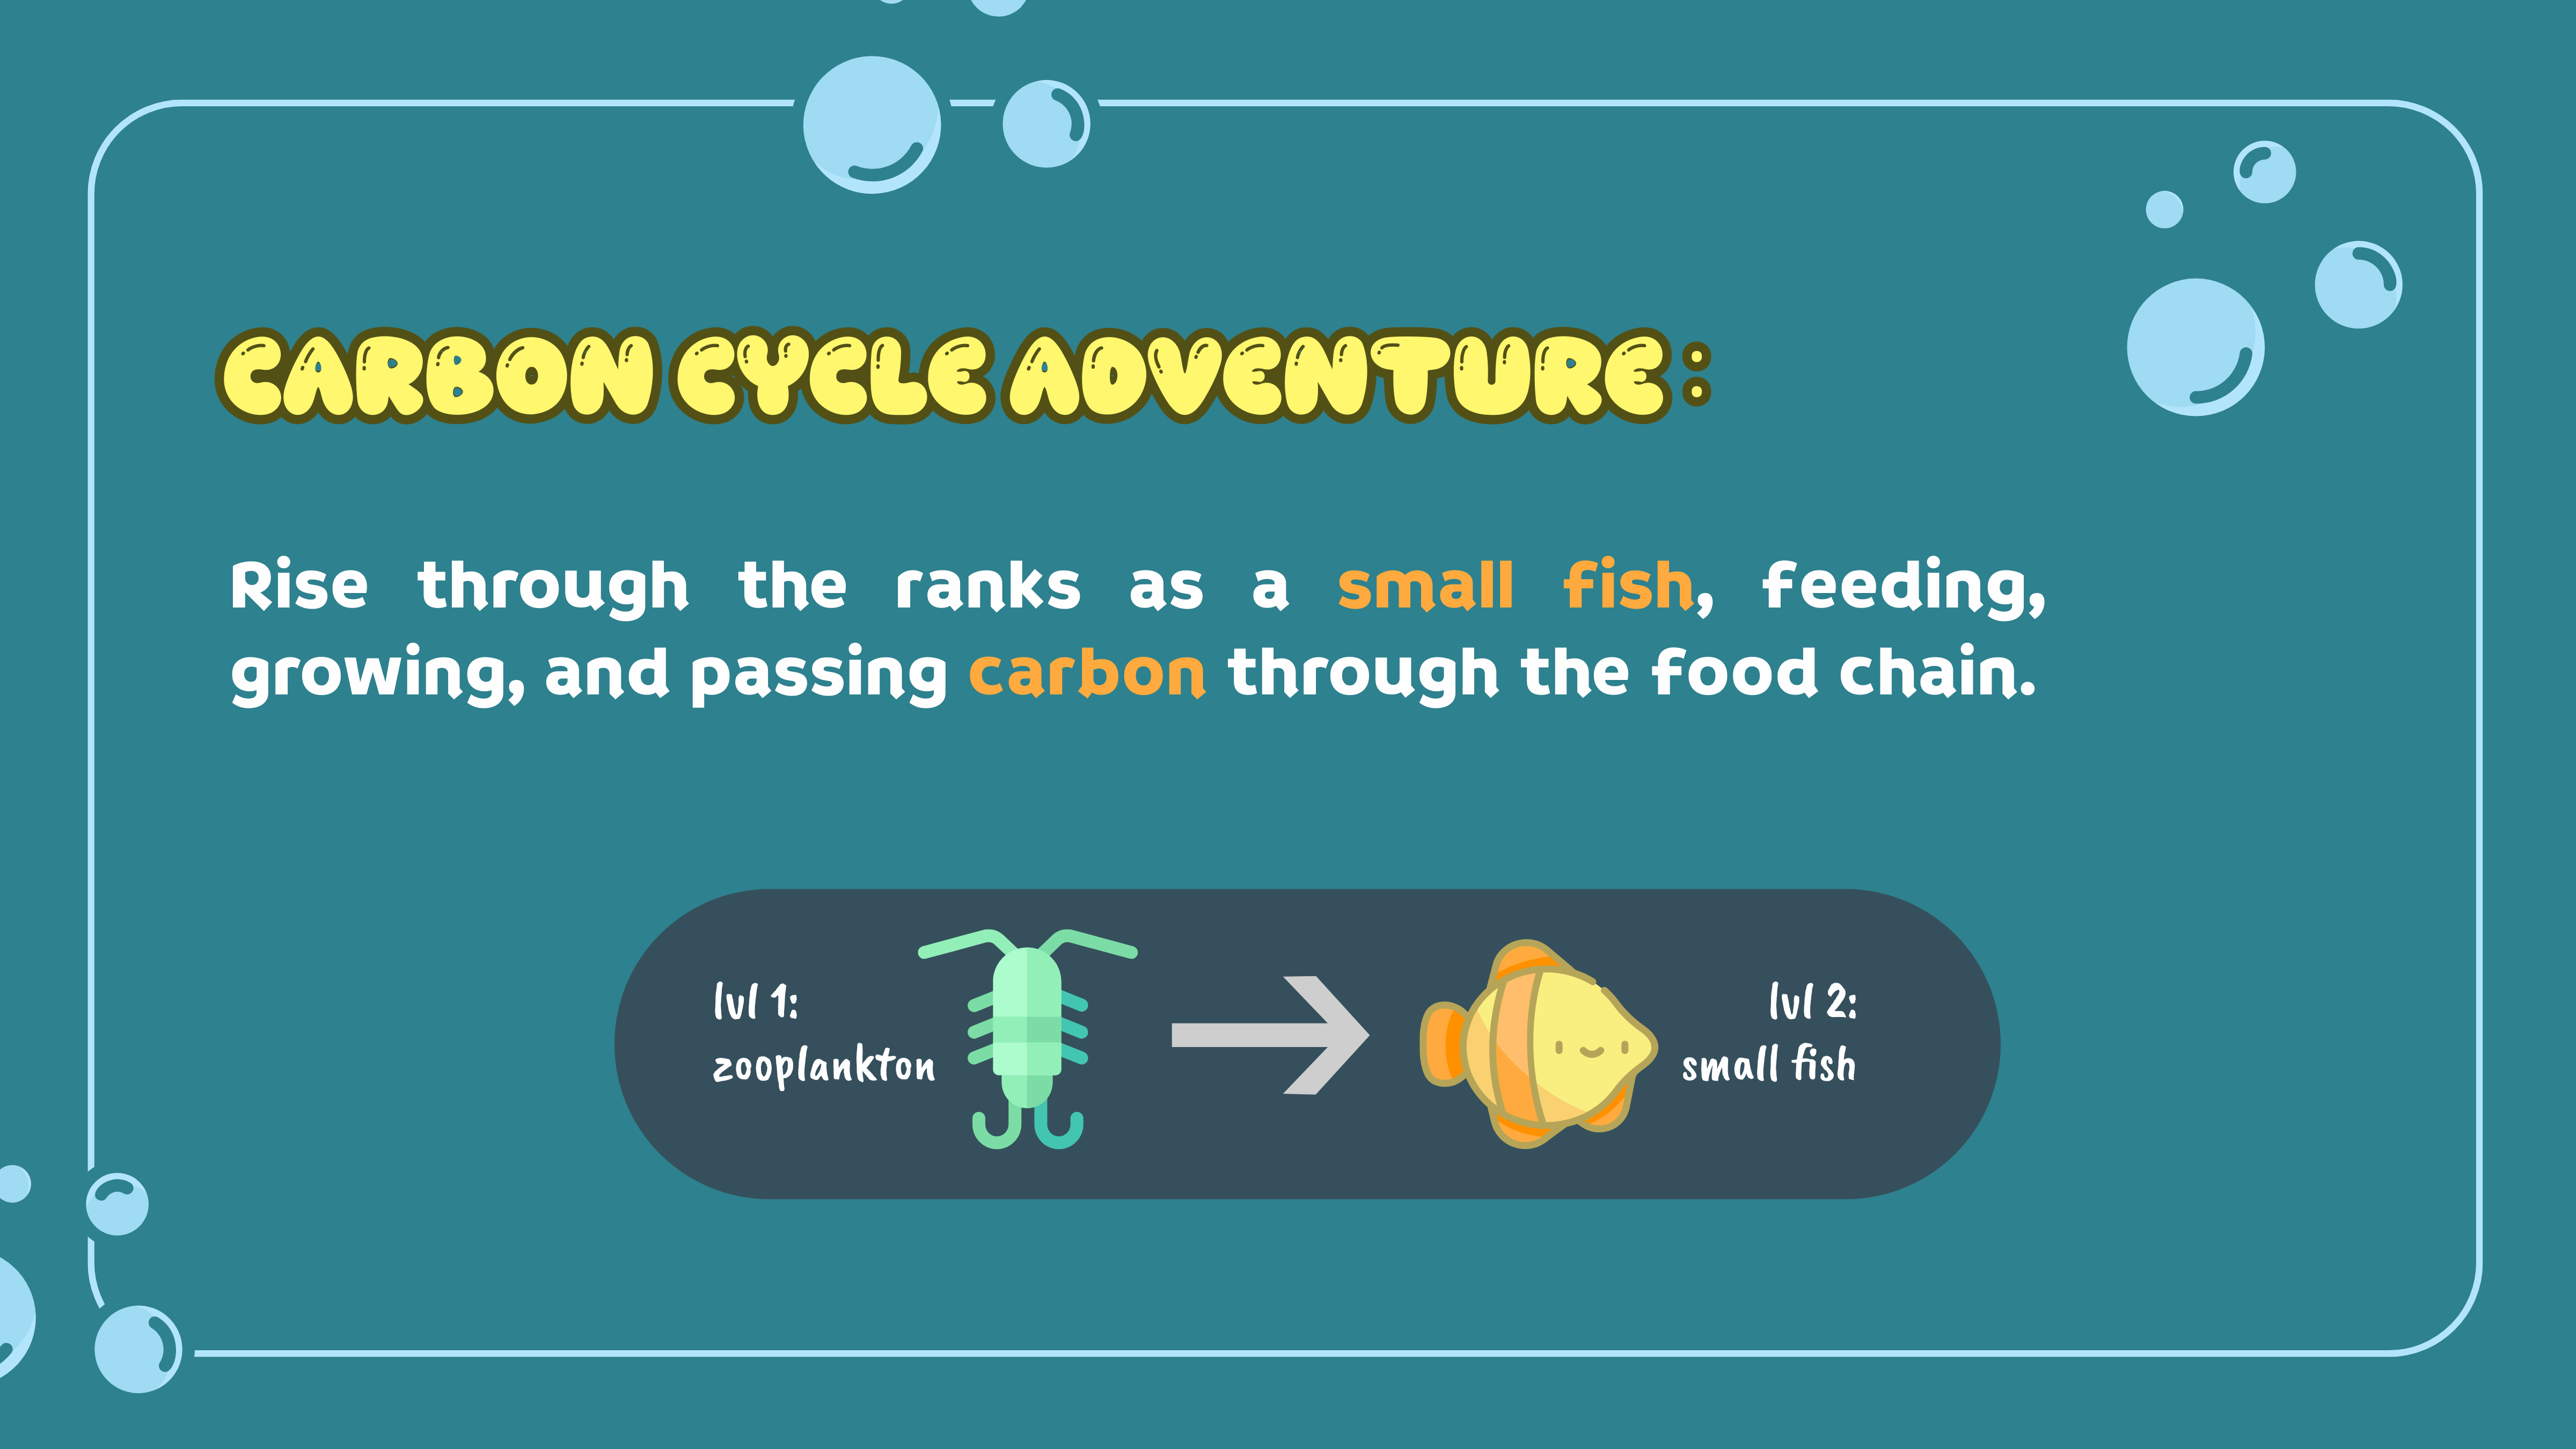 CARBON CYCLE ADVENTURE:
Rise through the ranks as a small fish, feeding,
growing, and passing carbon through the food chain.
lvl 1:
zooplankton
lvl 2:
small fish